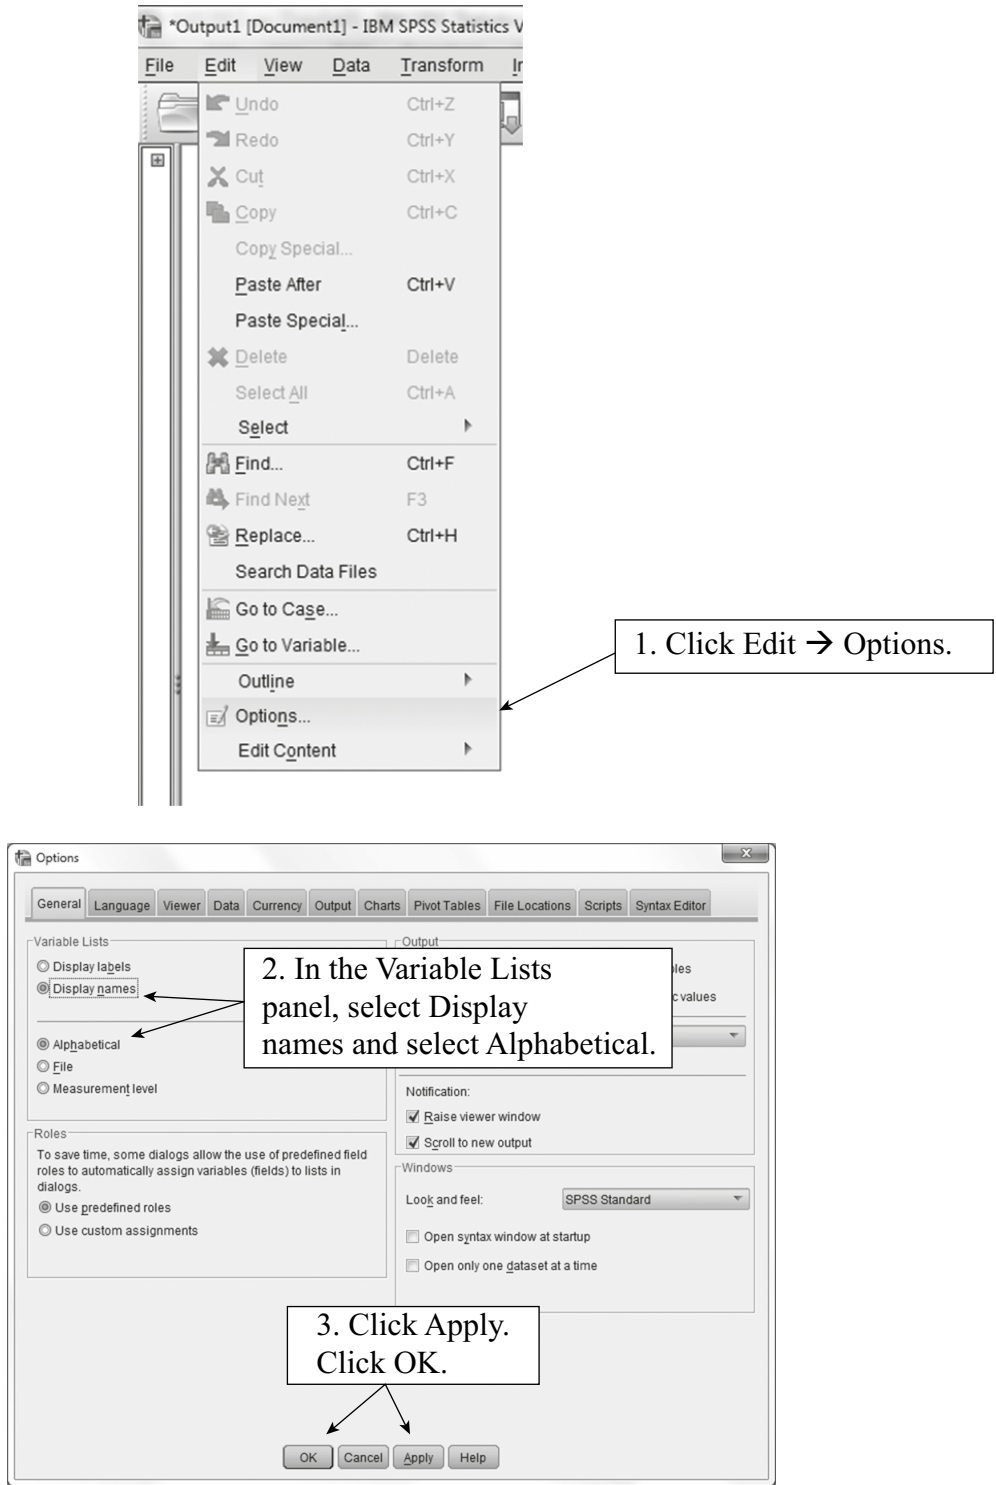 *Output1 [Document1] - IBM SPSS Statistics V
File Edit View Data Transform
Undo Ctrl+Z
Redo Ctrl+Y
Cut Ctrl+X
Copy Ctrl+C
Copy Special...
Paste After Ctrl+V
Paste Special...
Delete Delete
Select All Ctrl+A
Select
Find... Ctrl+F
Find Next F3
Replace... Ctrl+H
Search Data Files
Go to Case...
Go to Variable...
Outline
Options...
Edit Content
1. Click Edit → Options.
Options
General Language Viewer Data Currency Output Charts Pivot Tables File Locations Scripts Syntax Editor
Variable Lists
Display labels
Display names
Alphabetical
File
Measurement level
2. In the Variable Lists
panel, select Display
names and select Alphabetical.
Output
values
Notification:
Raise viewer window
Scroll to new output
Roles
To save time, some dialogs allow the use of predefined field
roles to automatically assign variables (fields) to lists in
dialogs.
Use predefined roles
Use custom assignments
Windows
Look and feel: SPSS Standard
Open syntax window at startup
Open only one dataset at a time
3. Click Apply.
Click OK.
OK Cancel Apply Help